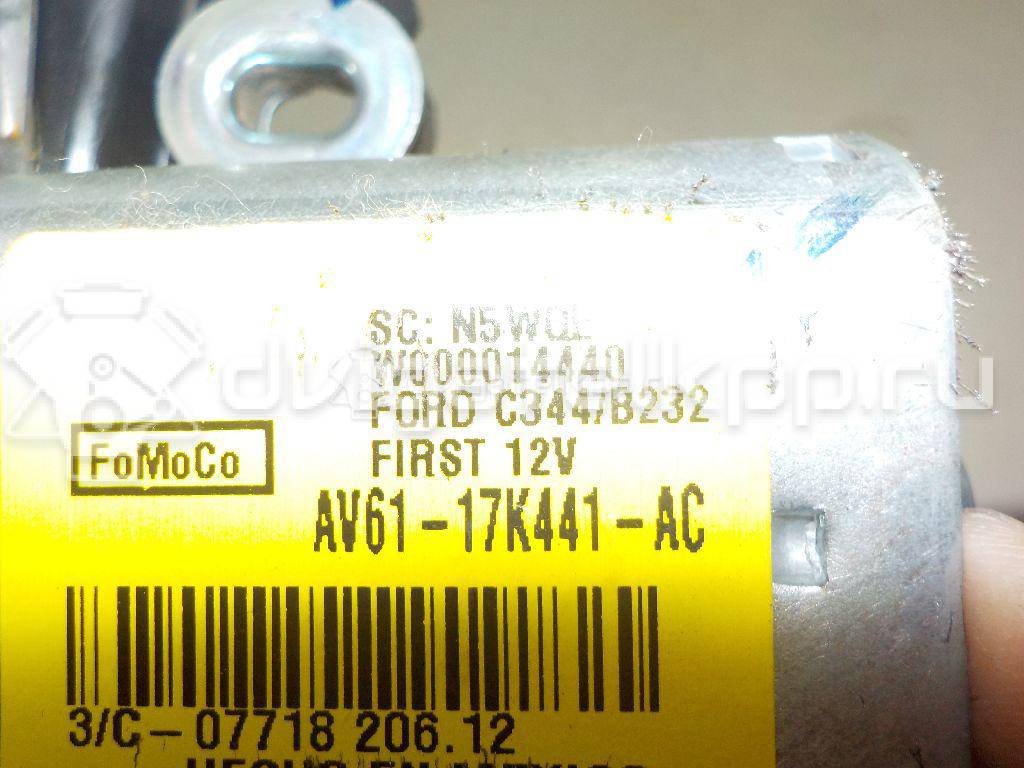 SC: N5WQE
W000014440
FORD C344/B232
FoMoCo
FIRST 12V
AV61-17K441-AC
3/C-07718 206.12